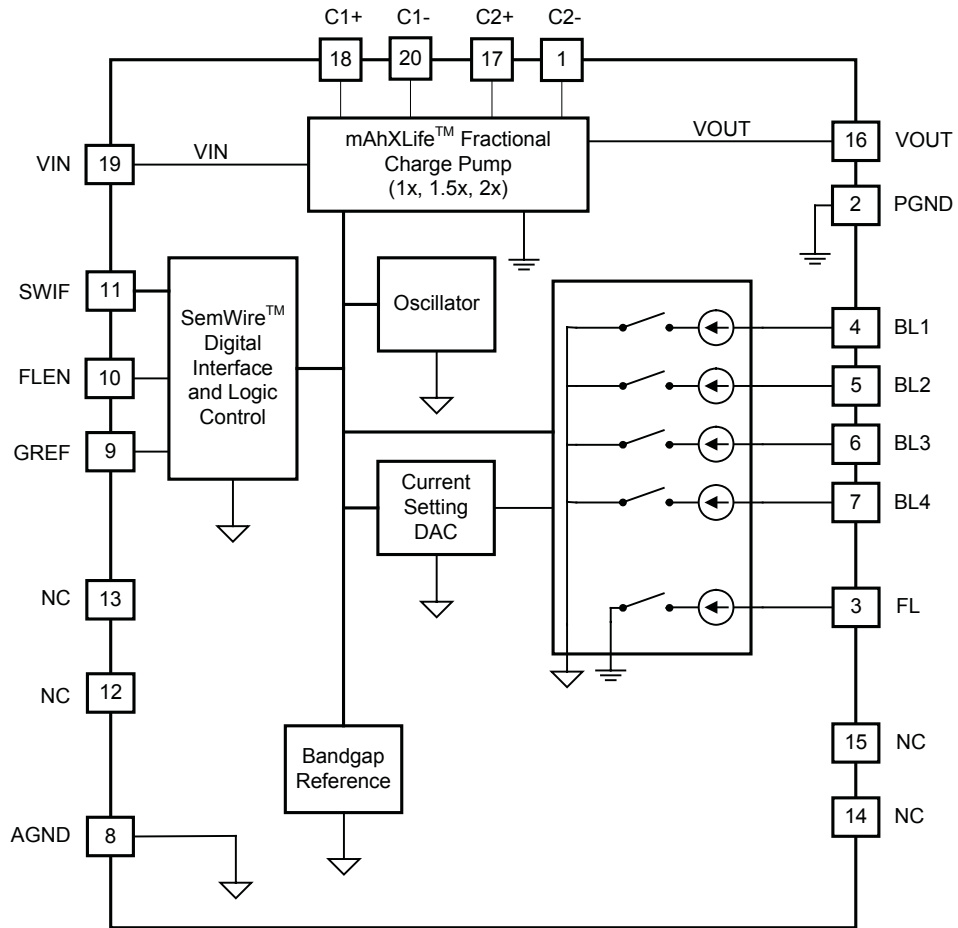 C1+ C1- C2+ C2-
18 20 17 1
mAhXLife™ Fractional
Charge Pump
(1x, 1.5x, 2x)
VIN 19 VIN
VOUT 16 VOUT
2 PGND
SWIF 11
FLEN 10
GREF 9
SemWire™
Digital
Interface
and Logic
Control
Oscillator
4 BL1
5 BL2
6 BL3
7 BL4
3 FL
Current
Setting
DAC
NC 13
NC 12
Bandgap
Reference
15 NC
14 NC
AGND 8